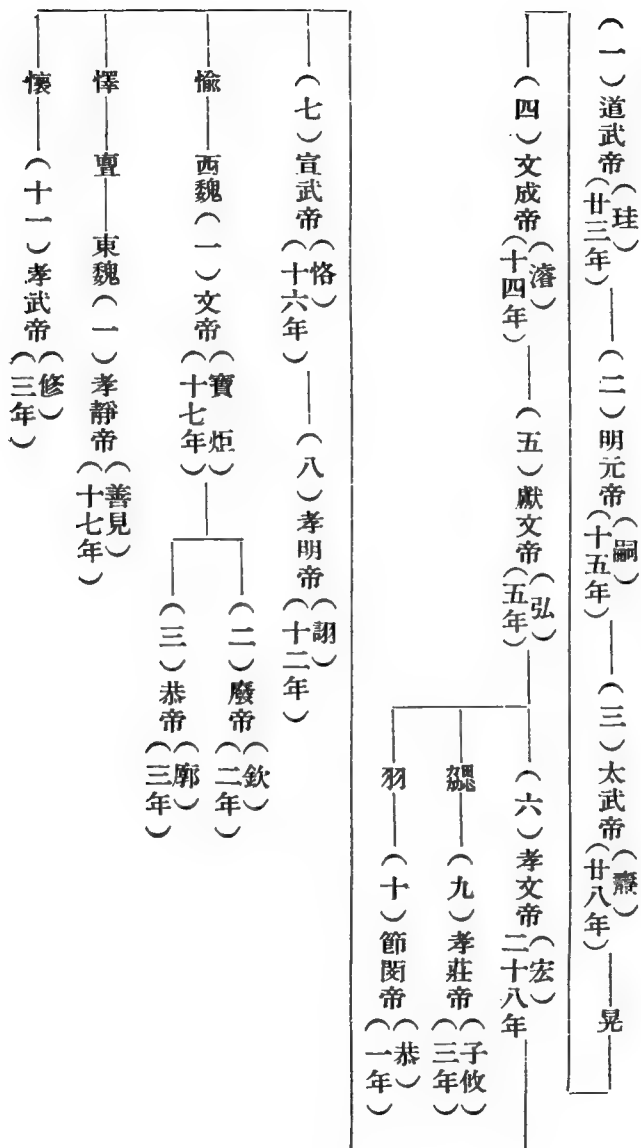 (一)道武帝(珪)(廿三年)——(二)明元帝(嗣)(十五年)——(三)太武帝(燾)(廿八年)——晃
(四)文成帝(濬)(十四年)——(五)獻文帝(弘)(五年)
(六)孝文帝(宏)二十八年
勰——(九)孝莊帝(子攸)(三年)
羽——(十)節閔帝(恭)(一年)
(七)宣武帝(恪)(十六年)——(八)孝明帝(詡)(十二年)
愉——西魏(一)文帝(寶炬)(十七年)
(二)廢帝(欽)(二年)
(三)恭帝(廓)(三年)
懌——亶——東魏(一)孝靜帝(善見)(十七年)
懷——(十一)孝武帝(修)(三年)